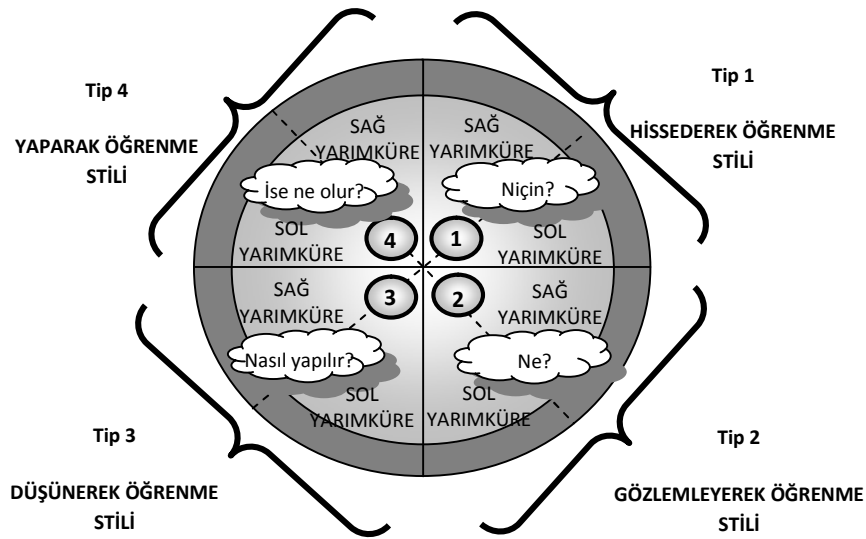 Tip 4
YAPARAK ÖĞRENME
STİLİ
Tip 1
HİSSEDEREK ÖĞRENME
STİLİ
SAĞ
YARIMKÜRE
İse ne olur?
SOL
YARIMKÜRE
4
SAĞ
YARIMKÜRE
Niçin?
1
SOL
YARIMKÜRE
SAĞ
YARIMKÜRE
3
Nasıl yapılır?
SOL
YARIMKÜRE
2
SAĞ
YARIMKÜRE
Ne?
SOL
YARIMKÜRE
Tip 3
DÜŞÜNEREK ÖĞRENME
STİLİ
Tip 2
GÖZLEMLEYEREK ÖĞRENME
STİLİ